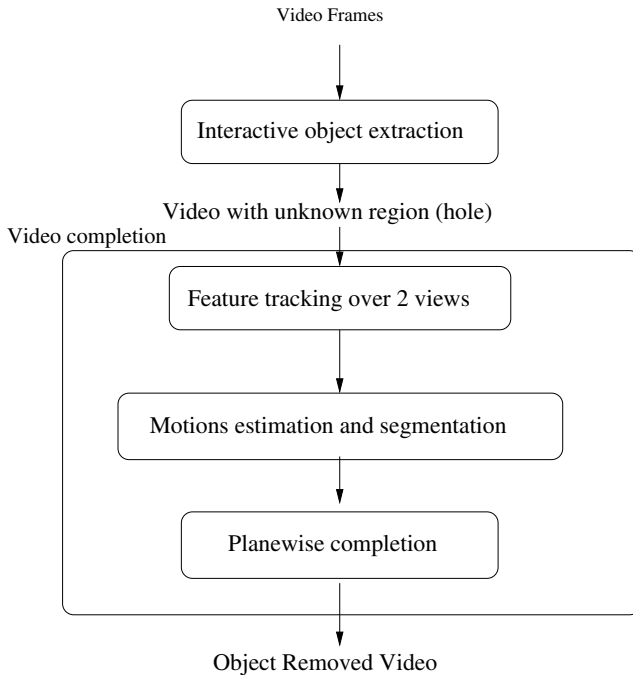 Video Frames
Interactive object extraction
Video with unknown region (hole)
Video completion
Feature tracking over 2 views
Motions estimation and segmentation
Planewise completion
Object Removed Video